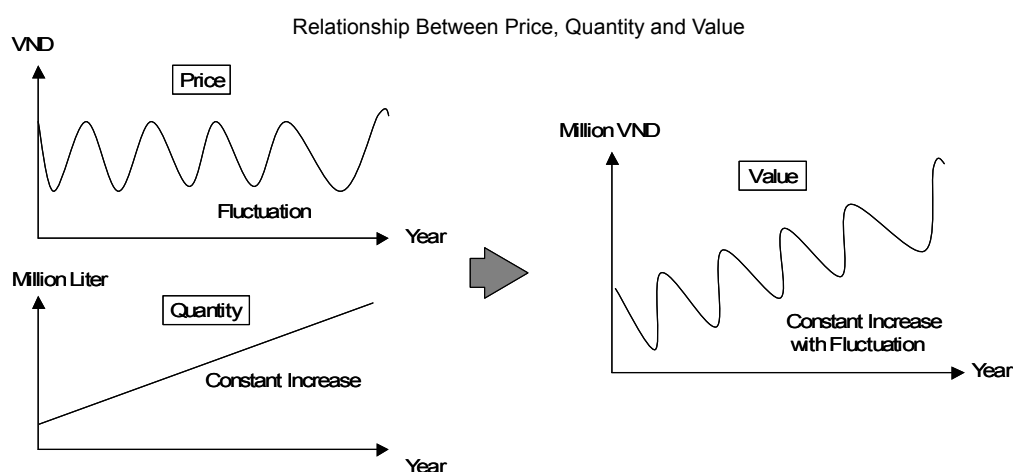 Relationship Between Price, Quantity and Value
VND
Price
Fluctuation
Year
Million Liter
Quantity
Constant Increase
Year
Million VND
Value
Constant Increase
with Fluctuation
Year